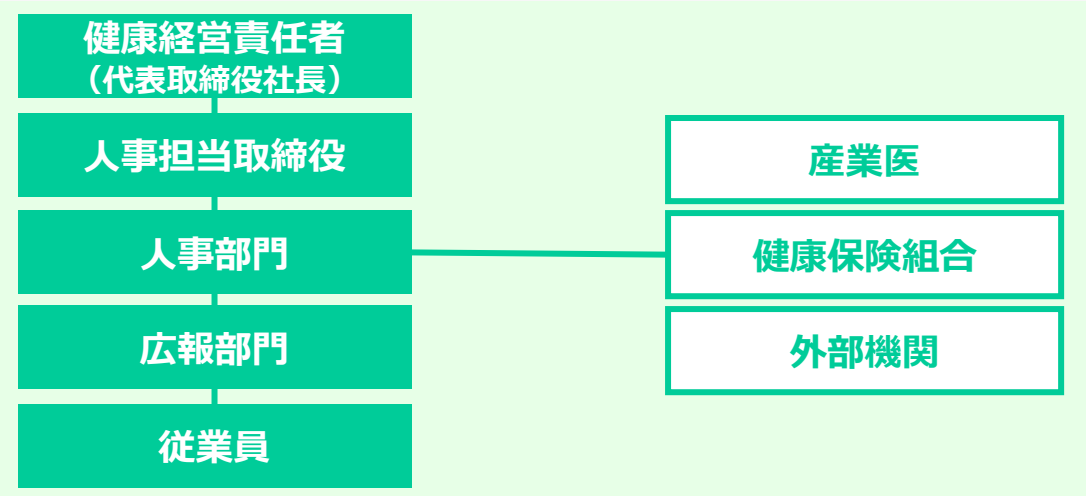 健康経営責任者
（代表取締役社長）
人事担当取締役
人事部門
広報部門
従業員
産業医
健康保険組合
外部機関